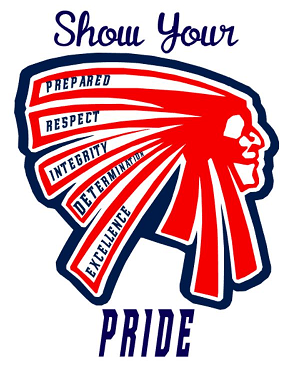 Show Your
PREPARED
RESPECT
INTEGRITY
DETERMINATION
EXCELLENCE
PRIDE